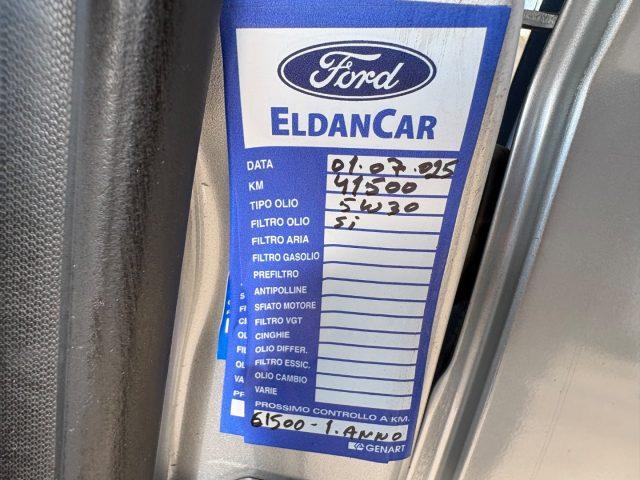 Ford
ELDANCAR
DATA 01.07.025
KM 41500
TIPO OLIO 5W30
FILTRO OLIO si
FILTRO ARIA
FILTRO GASOLIO
PREFILTRO
ANTIPOLLINE
SFIATO MOTORE
FILTRO VGT
CINGHIE
OLIO DIFFER.
FILTRO ESSIC.
OLIO CAMBIO
VARIE
PROSSIMO CONTROLLO A KM.
61500-1.ANNO
GENART